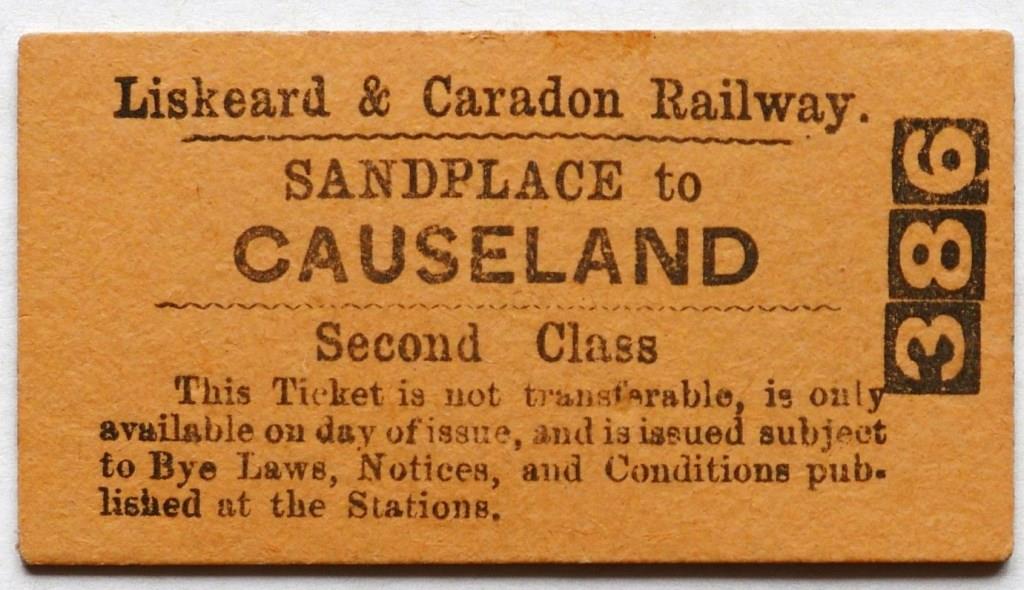 Liskeard & Caradon Railway.
SANDPLACE to
CAUSELAND
Second Class
This Ticket is not transferable, is only
available on day of issue, and is issued subject
to Bye Laws, Notices, and Conditions pub-
lished at the Stations.
386